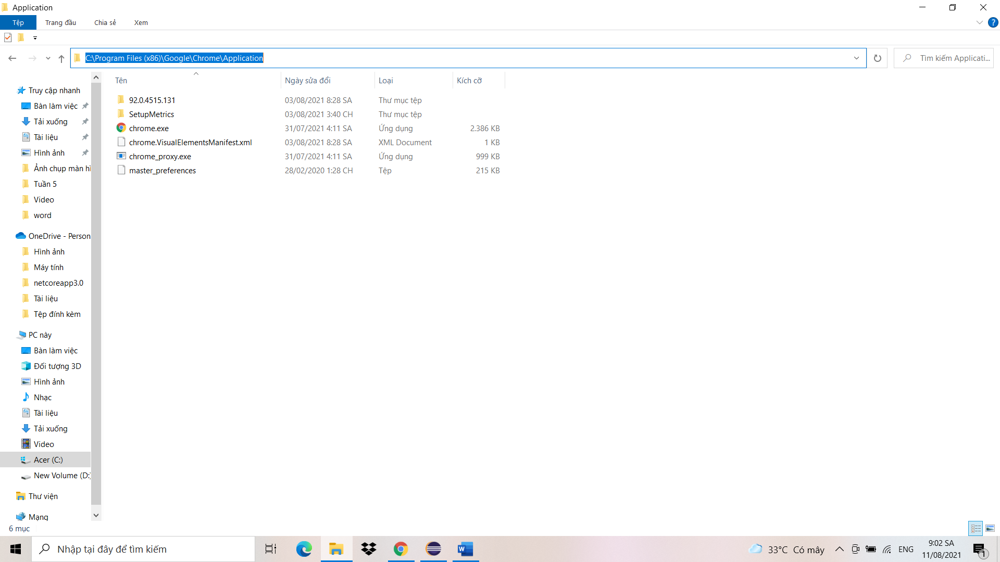 Application
Tệp Trang đầu Chia sẻ Xem
C:\Program Files (x86)\Google\Chrome\Application
Tìm kiếm Applicati...
Tên Ngày sửa đổi Loại Kích cỡ
92.0.4515.131 03/08/2021 8:28 SA Thư mục tệp
SetupMetrics 03/08/2021 3:40 CH Thư mục tệp
chrome.exe 31/07/2021 4:11 SA Ứng dụng 2.386 KB
chrome.VisualElementsManifest.xml 03/08/2021 8:28 SA XML Document 1 KB
chrome_proxy.exe 31/07/2021 4:11 SA Ứng dụng 999 KB
master_preferences 28/02/2020 1:28 CH Tệp 215 KB
Truy cập nhanh
Bàn làm việc
Tải xuống
Tài liệu
Hình ảnh
Ảnh chụp màn hì
Tuần 5
Video
word
OneDrive - Person
Hình ảnh
Máy tính
netcoreapp3.0
Tài liệu
Tệp đính kèm
PC này
Bàn làm việc
Đối tượng 3D
Hình ảnh
Nhạc
Tài liệu
Tải xuống
Video
Acer (C:)
New Volume (D:)
Thư viện
Mạng
6 mục
Nhập tại đây để tìm kiếm
33°C Có mây
ENG
9:02 SA
11/08/2021
1